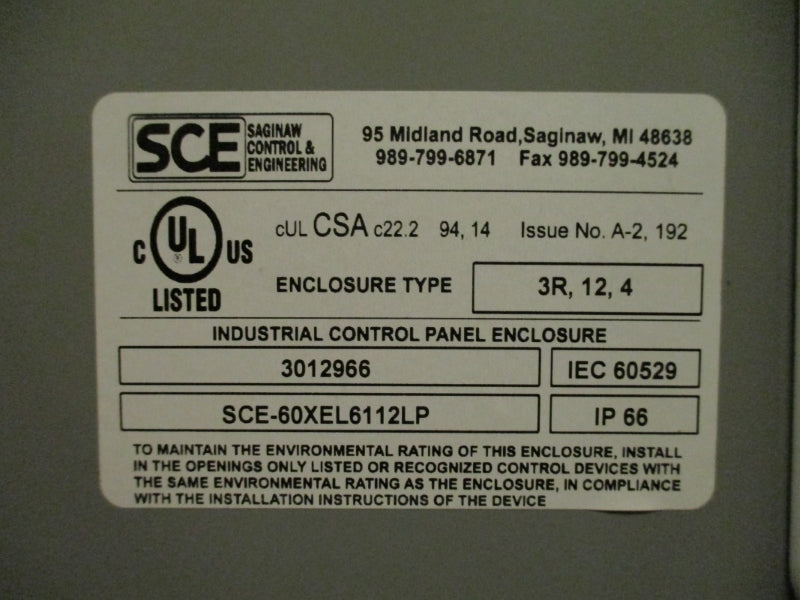 SCE SAGINAW CONTROL & ENGINEERING
95 Midland Road,Saginaw, MI 48638
989-799-6871 Fax 989-799-4524
C UL ® US
LISTED
cUL CSA c22.2 94, 14 Issue No. A-2, 192
ENCLOSURE TYPE 3R, 12, 4
INDUSTRIAL CONTROL PANEL ENCLOSURE
3012966 IEC 60529
SCE-60XEL6112LP IP 66
TO MAINTAIN THE ENVIRONMENTAL RATING OF THIS ENCLOSURE, INSTALL
IN THE OPENINGS ONLY LISTED OR RECOGNIZED CONTROL DEVICES WITH
THE SAME ENVIRONMENTAL RATING AS THE ENCLOSURE, IN COMPLIANCE
WITH THE INSTALLATION INSTRUCTIONS OF THE DEVICE